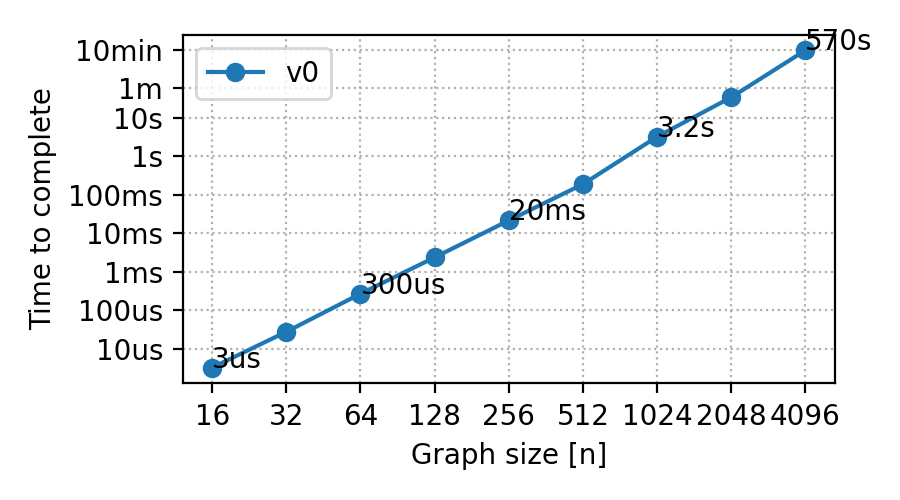 570s
10min
v0
1m
10s
3.2s
1s
100ms
20ms
10ms
300us
1ms
100us
3us
10us
Time to complete
16 32 64 128 256 512 1024 2048 4096
Graph size [n]